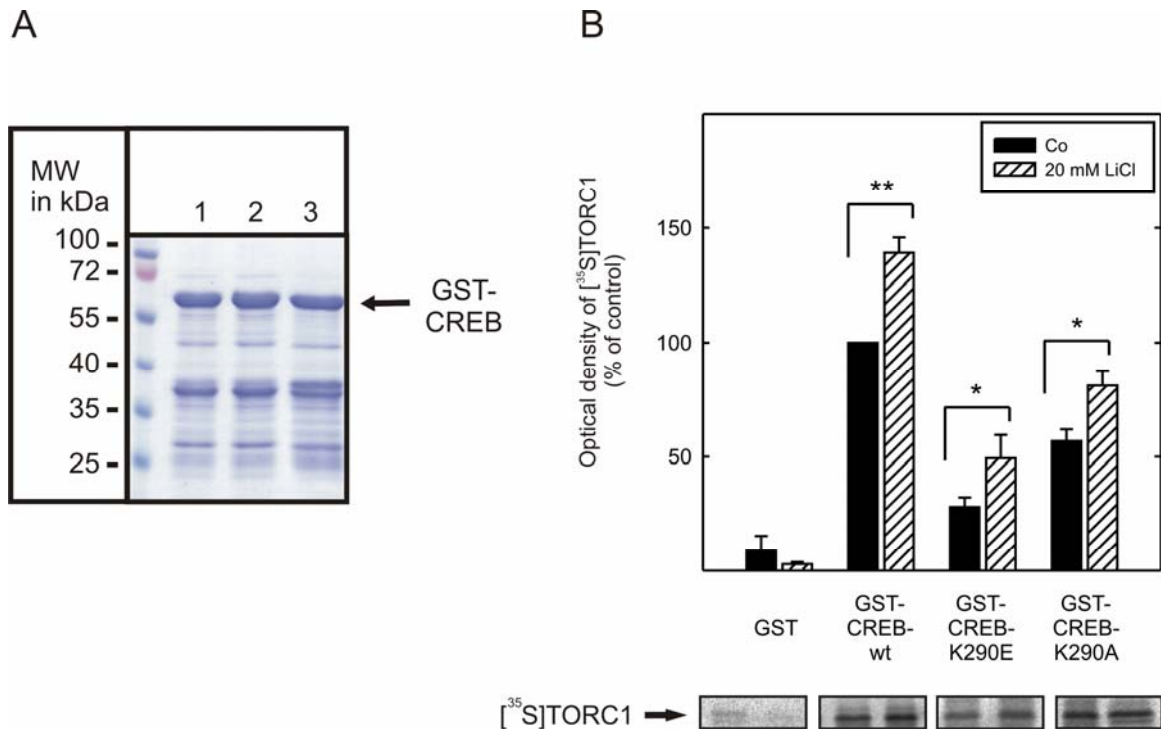 A
MW
in kDa
1 2 3
100
72
55
40
35
25
GST-
CREB
B
Co
20 mM LiCl
Optical density of [³⁵S]TORC1
(% of control)
150
100
50
**
*
*
GST
GST-
CREB-
wt
GST-
CREB-
K290E
GST-
CREB-
K290A
[³⁵S]TORC1